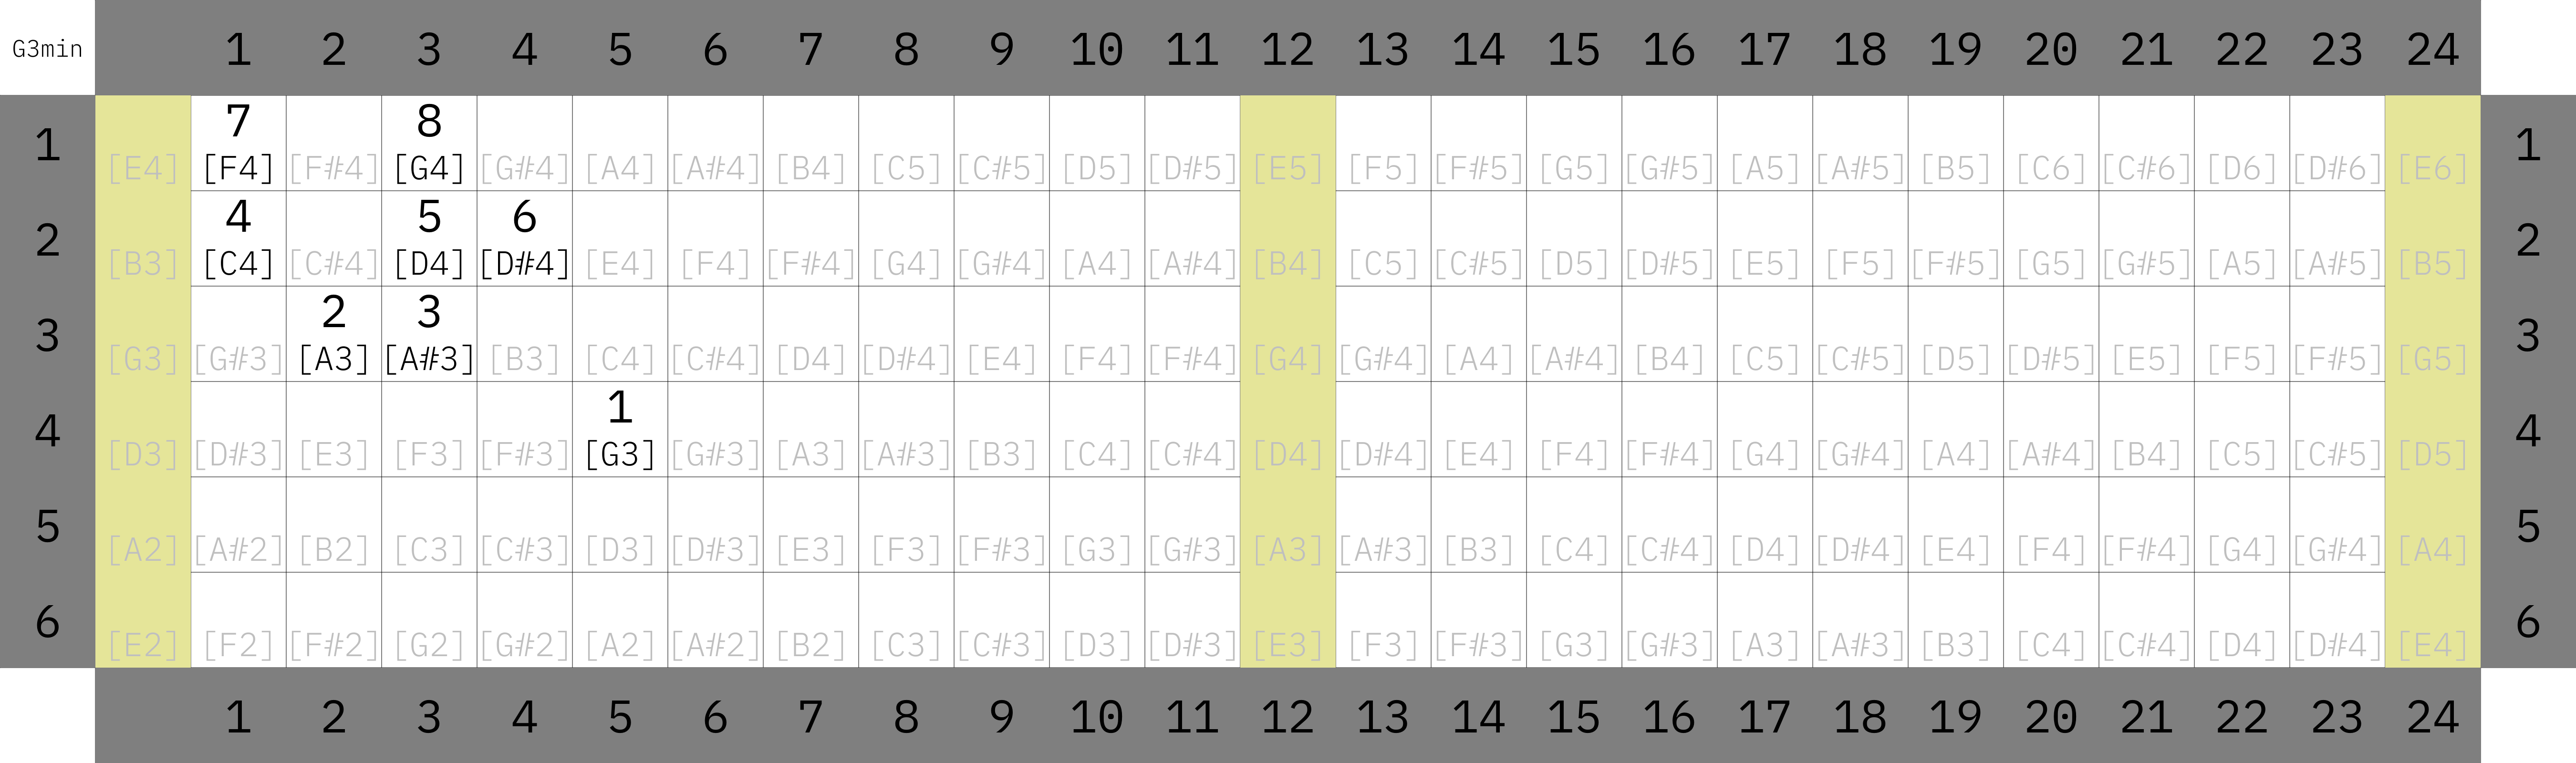 G3min 1 2 3 4 5 6 7 8 9 10 11 12 13 14 15 16 17 18 19 20 21 22 23 24
7 8
1 1
[E4] [F4] [F#4] [G4] [G#4] [A4] [A#4] [B4] [C5] [C#5] [D5] [D#5] [E5] [F5] [F#5] [G5] [G#5] [A5] [A#5] [B5] [C6] [C#6] [D6] [D#6] [E6]
4 5 6
2 2
[B3] [C4] [C#4] [D4] [D#4] [E4] [F4] [F#4] [G4] [G#4] [A4] [A#4] [B4] [C5] [C#5] [D5] [D#5] [E5] [F5] [F#5] [G5] [G#5] [A5] [A#5] [B5]
2 3
3 3
[G3] [G#3] [A3] [A#3] [B3] [C4] [C#4] [D4] [D#4] [E4] [F4] [F#4] [G4] [G#4] [A4] [A#4] [B4] [C5] [C#5] [D5] [D#5] [E5] [F5] [F#5] [G5]
1
4 4
[D3] [D#3] [E3] [F3] [F#3] [G3] [G#3] [A3] [A#3] [B3] [C4] [C#4] [D4] [D#4] [E4] [F4] [F#4] [G4] [G#4] [A4] [A#4] [B4] [C5] [C#5] [D5]
5 5
[A2] [A#2] [B2] [C3] [C#3] [D3] [D#3] [E3] [F3] [F#3] [G3] [G#3] [A3] [A#3] [B3] [C4] [C#4] [D4] [D#4] [E4] [F4] [F#4] [G4] [G#4] [A4]
6 6
[E2] [F2] [F#2] [G2] [G#2] [A2] [A#2] [B2] [C3] [C#3] [D3] [D#3] [E3] [F3] [F#3] [G3] [G#3] [A3] [A#3] [B3] [C4] [C#4] [D4] [D#4] [E4]
1 2 3 4 5 6 7 8 9 10 11 12 13 14 15 16 17 18 19 20 21 22 23 24